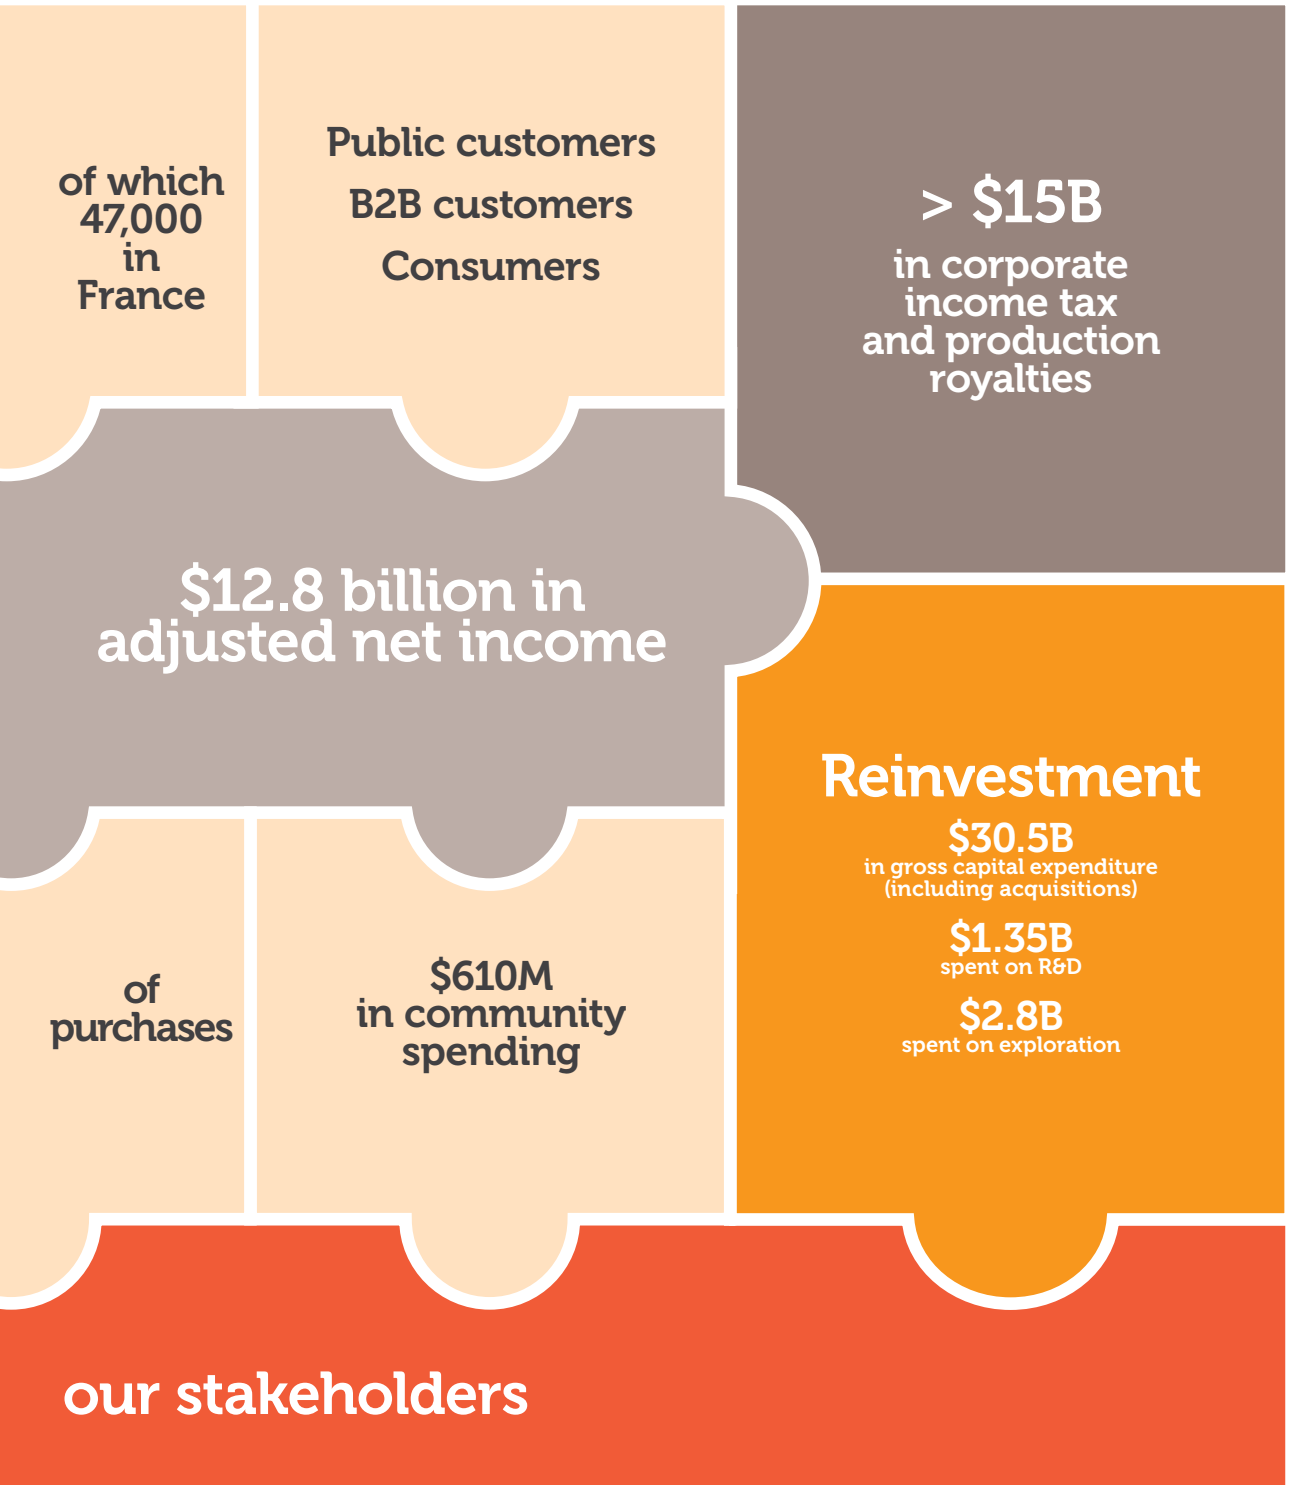 of which
47,000
in
France
Public customers
B2B customers
Consumers
> $15B
in corporate
income tax
and production
royalties
$12.8 billion in
adjusted net income
Reinvestment
$30.5B
in gross capital expenditure
(including acquisitions)
$1.35B
spent on R&D
$2.8B
spent on exploration
of
purchases
$610M
in community
spending
our stakeholders